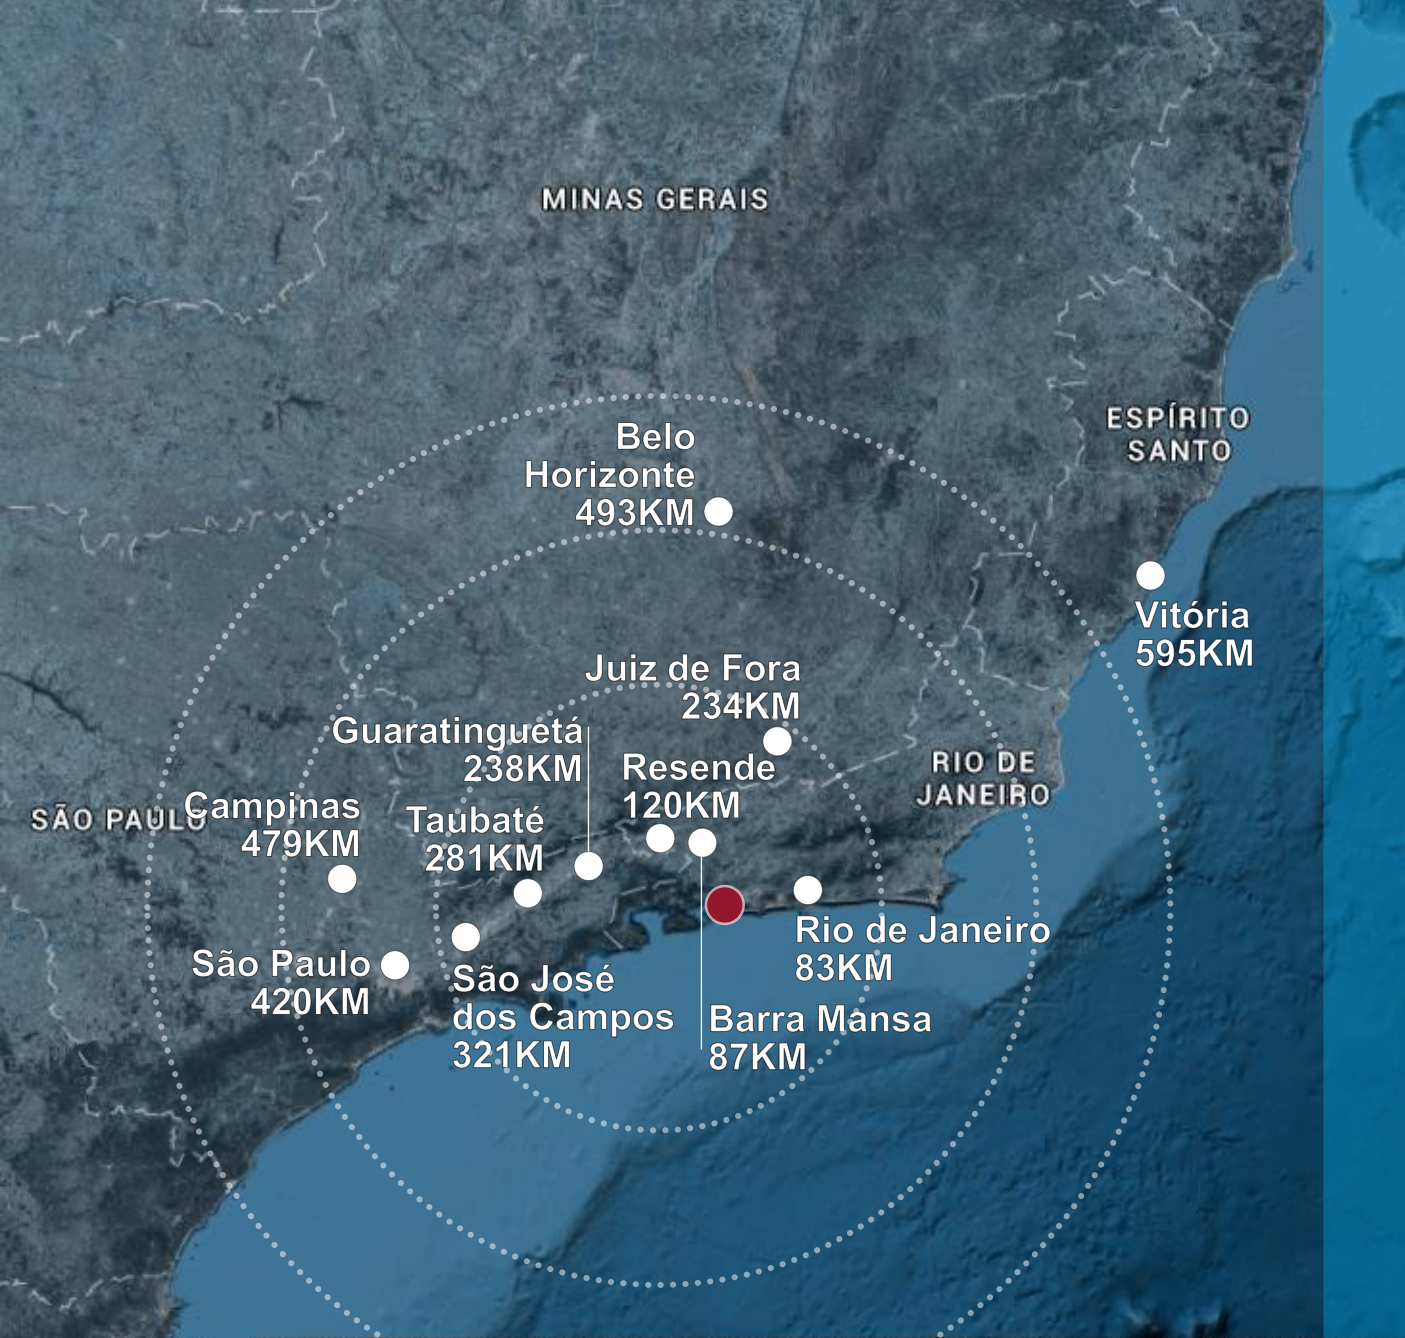 MINAS GERAIS
ESPÍRITO
SANTO
Belo
Horizonte
493KM
Vitória
595KM
Juiz de Fora
234KM
Guaratinguetá
238KM
Resende
120KM
RIO DE
JANEIRO
SÃO PAULO
Campinas
479KM
Taubaté
281KM
Rio de Janeiro
83KM
São Paulo
420KM
São José
dos Campos
321KM
Barra Mansa
87KM